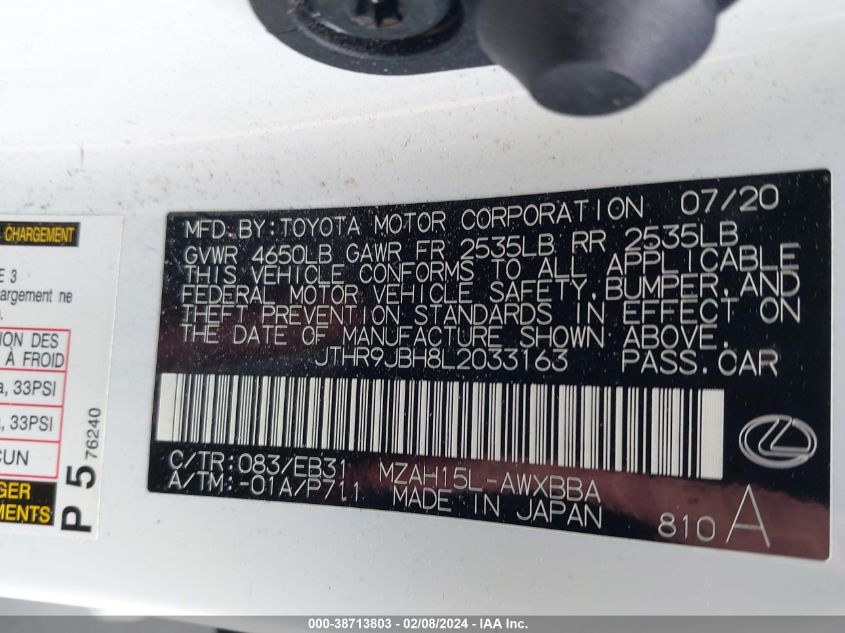 CHARGEMENT
E 3
argement ne
ION DES
À FROID
a, 33PSI
, 33PSI
CUN
GER
EMENTS
P 5 76240
MFD.BY:TOYOTA MOTOR CORPORATION 07/20
GVWR 4650LB GAWR FR 2535LB RR 2535LB
THIS VEHICLE CONFORMS TO ALL APPLICABLE
FEDERAL MOTOR VEHICLE SAFETY,BUMPER,AND
THEFT PREVENTION STANDARDS IN EFFECT ON
THE DATE OF MANUFACTURE SHOWN ABOVE.
JTHR9JBH8L2033163 PASS.CAR
C/TR:083/EB31 MZAH15L-AWXBBA
A/TM:-01A/P711 MADE IN JAPAN 810 A
000-38713803 - 02/08/2024 - IAA, Inc.